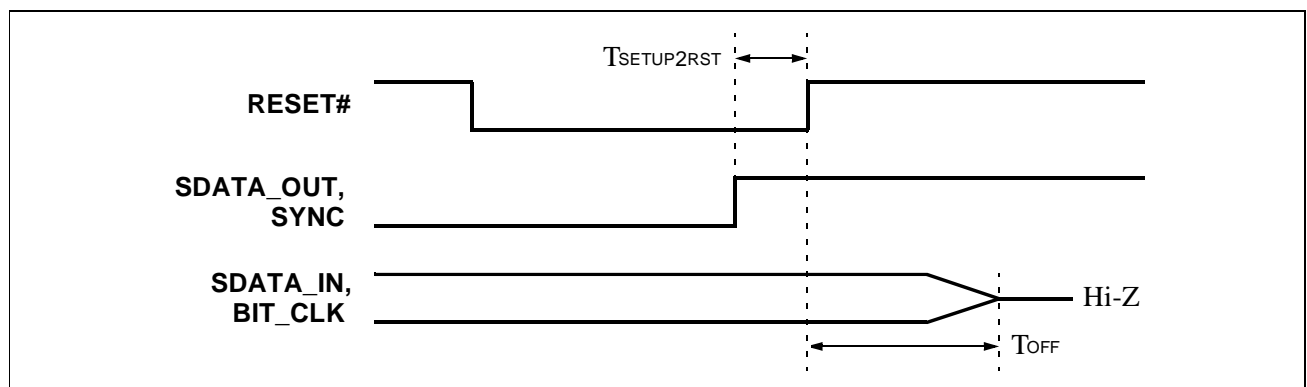 TSETUP2RST
RESET#
SDATA_OUT,
SYNC
SDATA_IN,
BIT_CLK
Hi-Z
TOFF